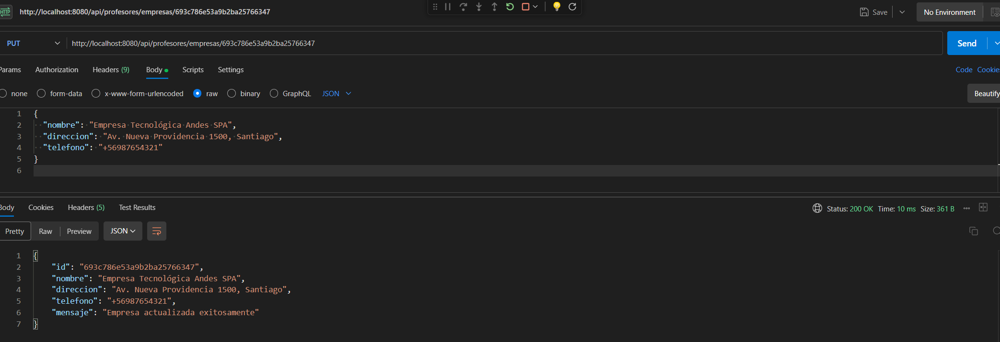 HTTP http://localhost:8080/api/profesores/empresas/693c786e53a9b2ba25766347 Save No Environment
PUT http://localhost:8080/api/profesores/empresas/693c786e53a9b2ba25766347 Send
Params Authorization Headers (9) Body Scripts Settings Code Cookies
none form-data x-www-form-urlencoded raw binary GraphQL JSON Beautify
1 {
2 "nombre": "Empresa Tecnológica Andes SPA",
3 "direccion": "Av. Nueva Providencia 1500, Santiago",
4 "telefono": "+56987654321"
5 }
6
Body Cookies Headers (5) Test Results Status: 200 OK Time: 10 ms Size: 361 B
Pretty Raw Preview JSON
1 {
2 "id": "693c786e53a9b2ba25766347",
3 "nombre": "Empresa Tecnológica Andes SPA",
4 "direccion": "Av. Nueva Providencia 1500, Santiago",
5 "telefono": "+56987654321",
6 "mensaje": "Empresa actualizada exitosamente"
7 }